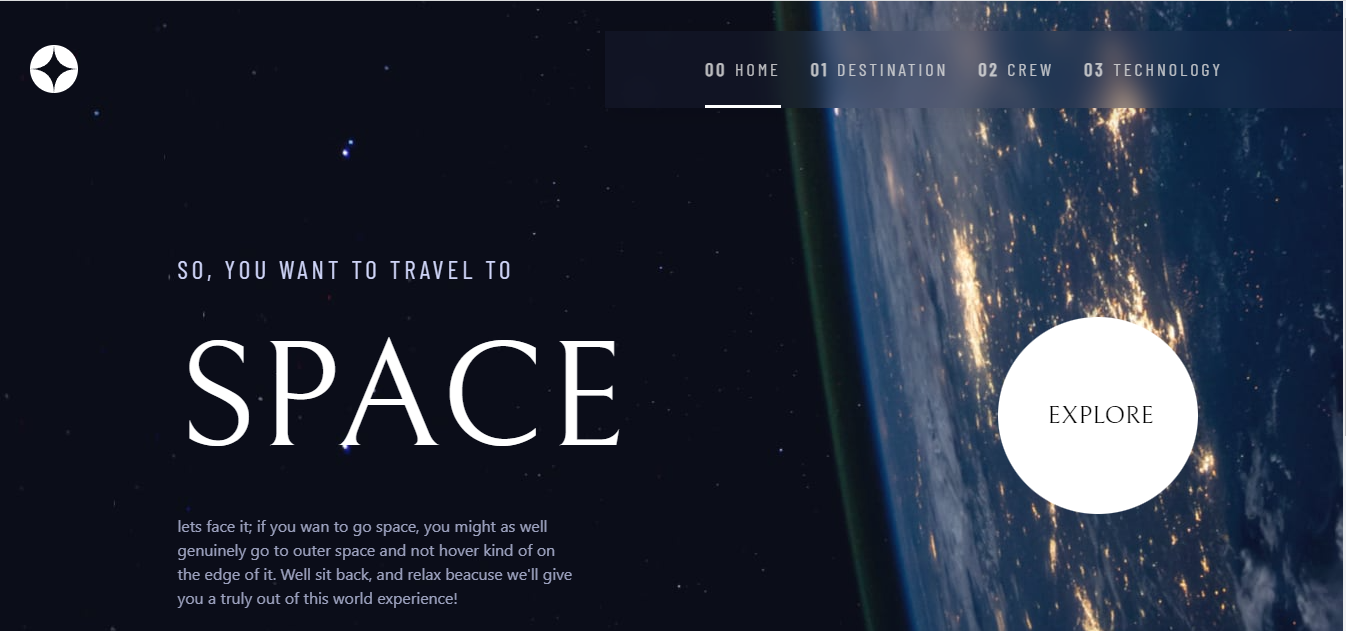 00 HOME 01 DESTINATION 02 CREW 03 TECHNOLOGY
SO, YOU WANT TO TRAVEL TO
SPACE
EXPLORE
lets face it; if you wan to go space, you might as well
genuinely go to outer space and not hover kind of on
the edge of it. Well sit back, and relax beacuse we'll give
you a truly out of this world experience!